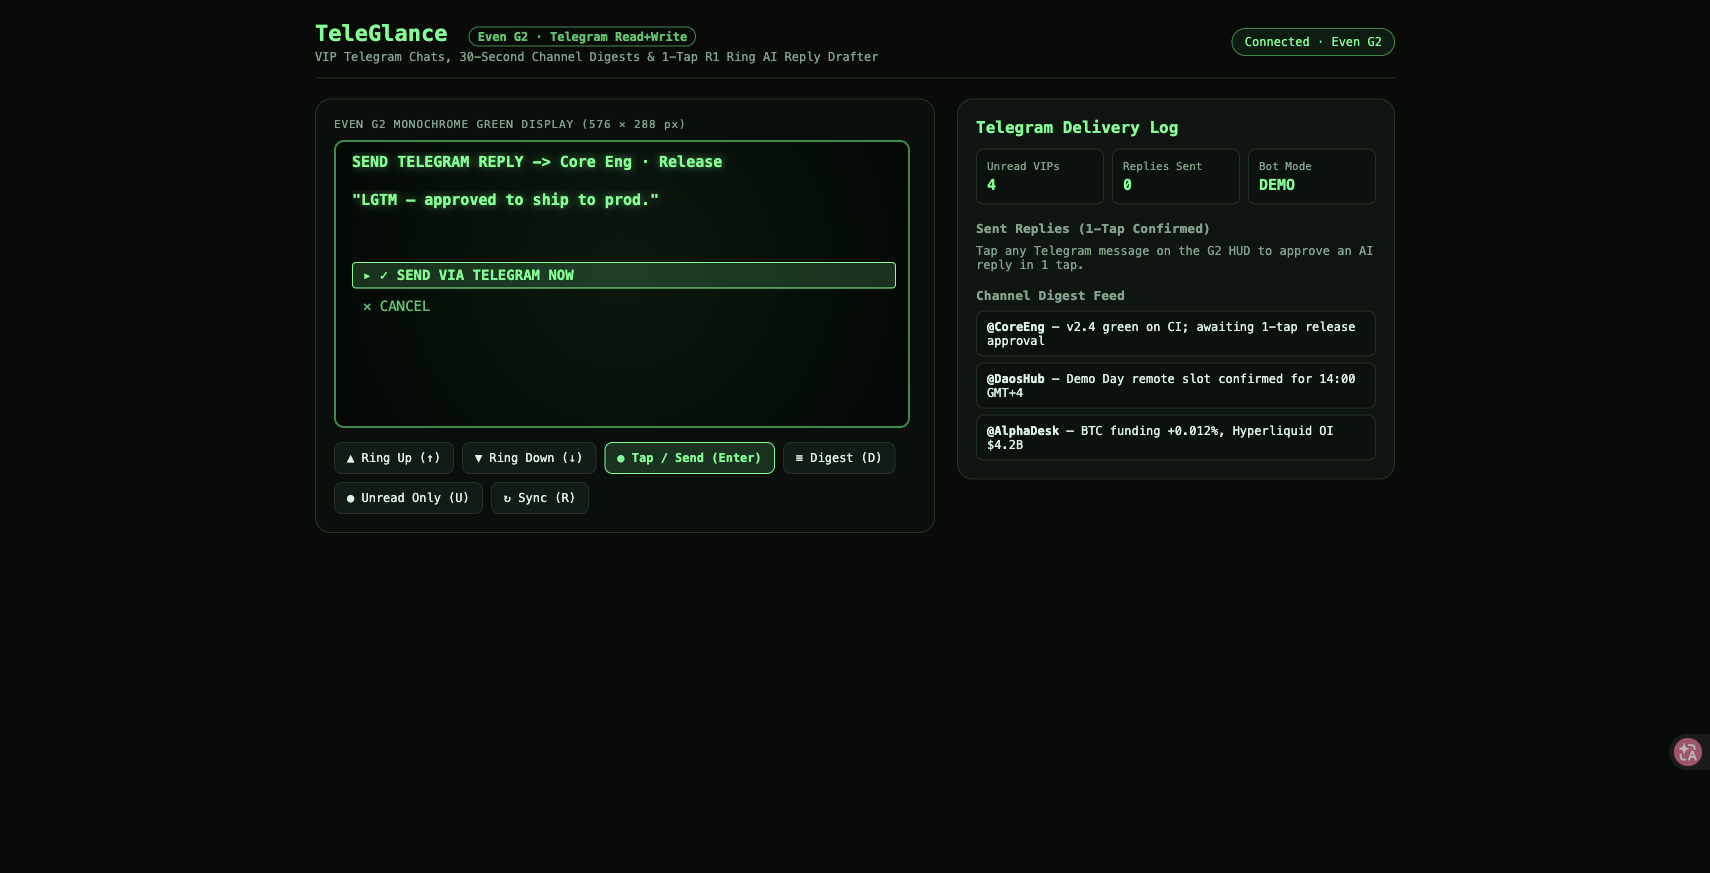 TeleGlance
Even G2 · Telegram Read+Write
VIP Telegram Chats, 30-Second Channel Digests & 1-Tap R1 Ring AI Reply Drafter
Connected · Even G2
EVEN G2 MONOCHROME GREEN DISPLAY (576 × 288 px)
SEND TELEGRAM REPLY -> Core Eng · Release
"LGTM — approved to ship to prod."
▸ ✓ SEND VIA TELEGRAM NOW
× CANCEL
▲ Ring Up (↑)
▼ Ring Down (↓)
● Tap / Send (Enter)
≡ Digest (D)
● Unread Only (U)
↻ Sync (R)
Telegram Delivery Log
Unread VIPs
4
Replies Sent
0
Bot Mode
DEMO
Sent Replies (1-Tap Confirmed)
Tap any Telegram message on the G2 HUD to approve an AI
reply in 1 tap.
Channel Digest Feed
@CoreEng — v2.4 green on CI; awaiting 1-tap release
approval
@DaosHub — Demo Day remote slot confirmed for 14:00
GMT+4
@AlphaDesk — BTC funding +0.012%, Hyperliquid OI
$4.2B